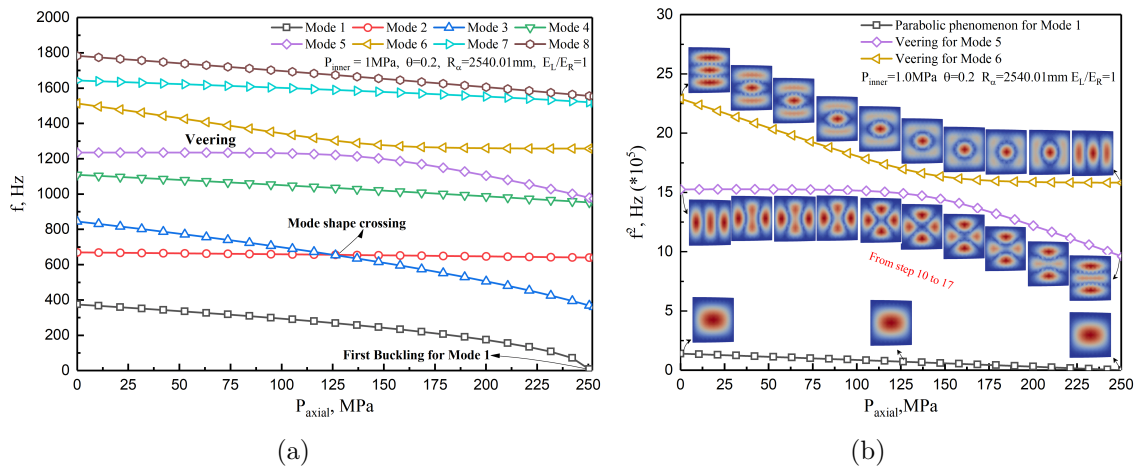 Mode 1 Mode 2 Mode 3 Mode 4
Mode 5 Mode 6 Mode 7 Mode 8
P_inner = 1MPa, θ=0.2, R_α=2540.01mm, E_L/E_R=1
Veering
Mode shape crossing
First Buckling for Mode 1
2000
1800
1600
1400
1200
1000
800
600
400
200
0
f, Hz
0 25 50 75 100 125 150 175 200 225 250
P_axial, MPa
(a)
Parabolic phenomenon for Mode 1
Veering for Mode 5
Veering for Mode 6
P_inner=1.0MPa θ=0.2 R_α=2540.01mm E_L/E_R=1
From step 10 to 17
30
25
20
15
10
5
0
f², Hz (*10⁵)
0 25 50 75 100 125 150 175 200 225 250
P_axial,MPa
(b)